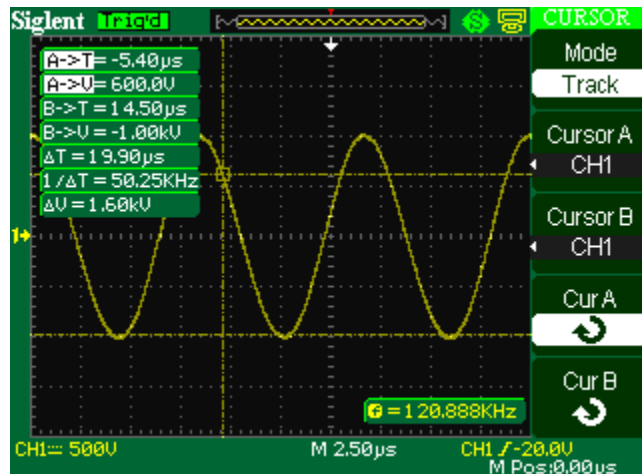 Siglent Trig'd CURSOR
A->T= -5.40µs
A->V= 600.0V
B->T=14.50µs
B->V=-1.00kV
ΔT=19.90µs
1/ΔT=50.25KHz
ΔV=1.60kV
Mode
Track
Cursor A
CH1
Cursor B
CH1
Cur A
Cur B
1
f=120.888KHz
CH1 500V M 2.50µs CH1 -20.0V
M Pos:0.00µs